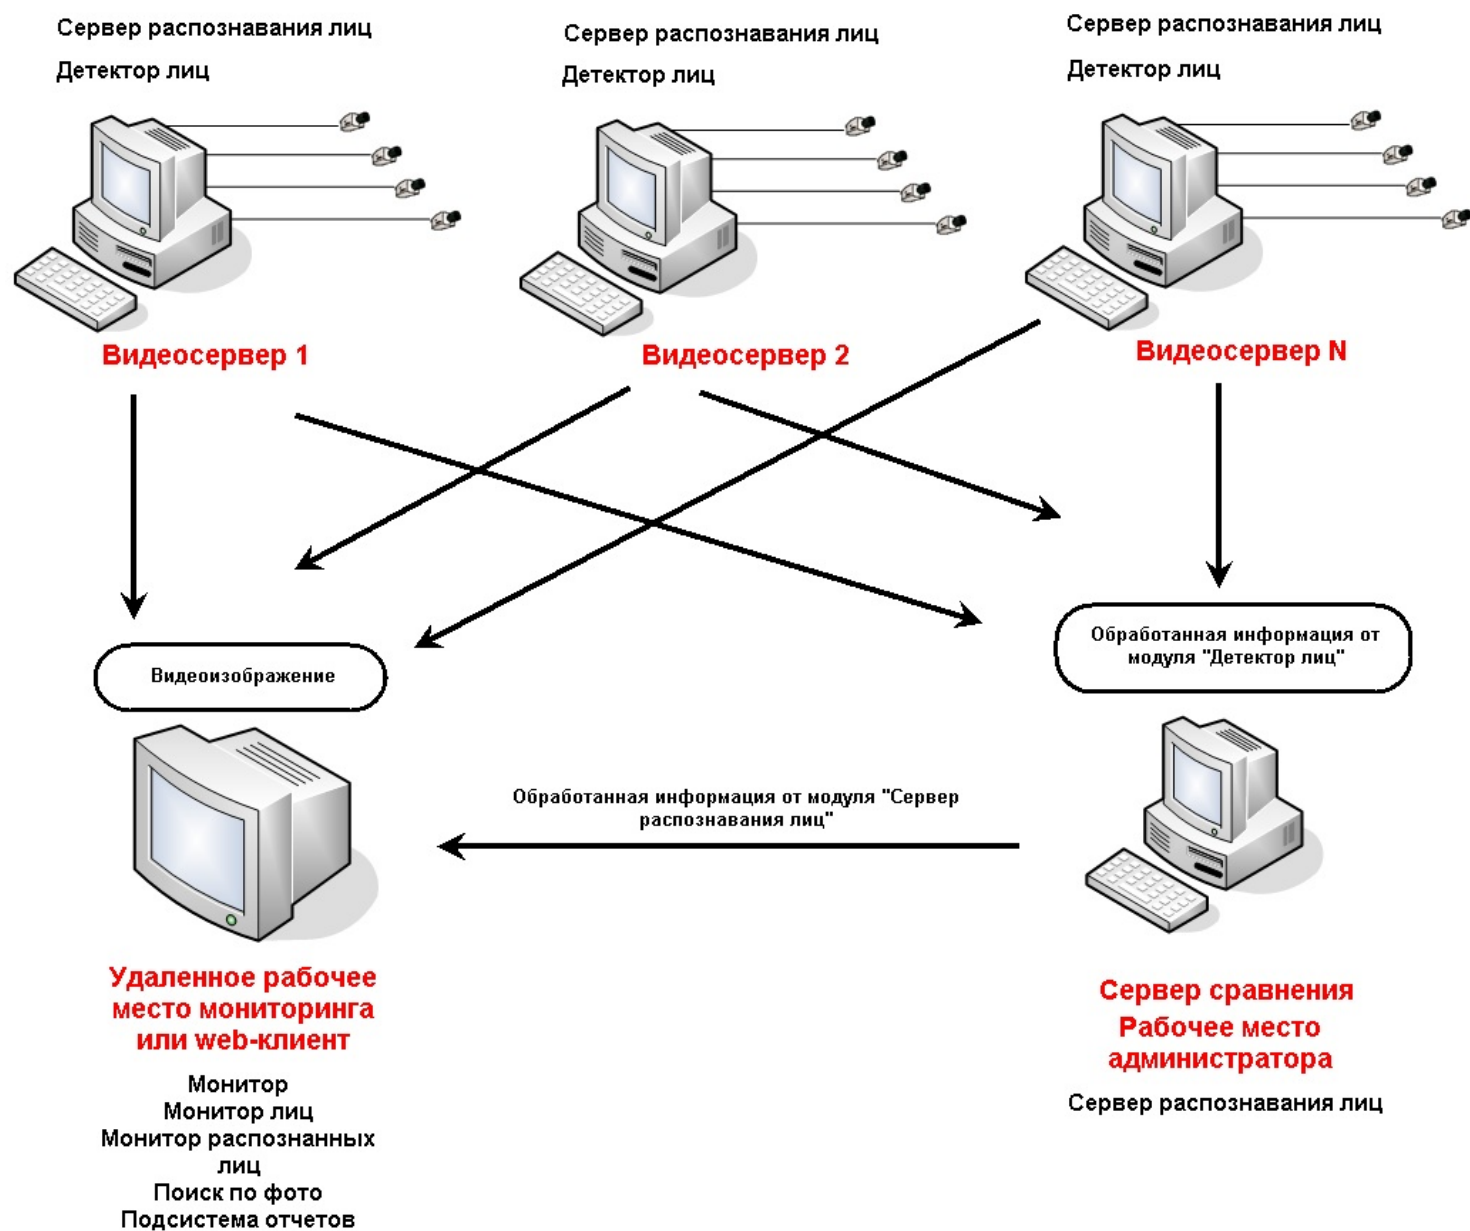 Сервер распознавания лиц
Детектор лиц
Сервер распознавания лиц
Детектор лиц
Сервер распознавания лиц
Детектор лиц
Видеосервер 1
Видеосервер 2
Видеосервер N
Видеоизображение
Обработанная информация от
модуля "Детектор лиц"
Обработанная информация от модуля "Сервер
распознавания лиц"
Удаленное рабочее
место мониторинга
или web-клиент
Монитор
Монитор лиц
Монитор распознанных
лиц
Поиск по фото
Подсистема отчетов
Сервер сравнения
Рабочее место
администратора
Сервер распознавания лиц